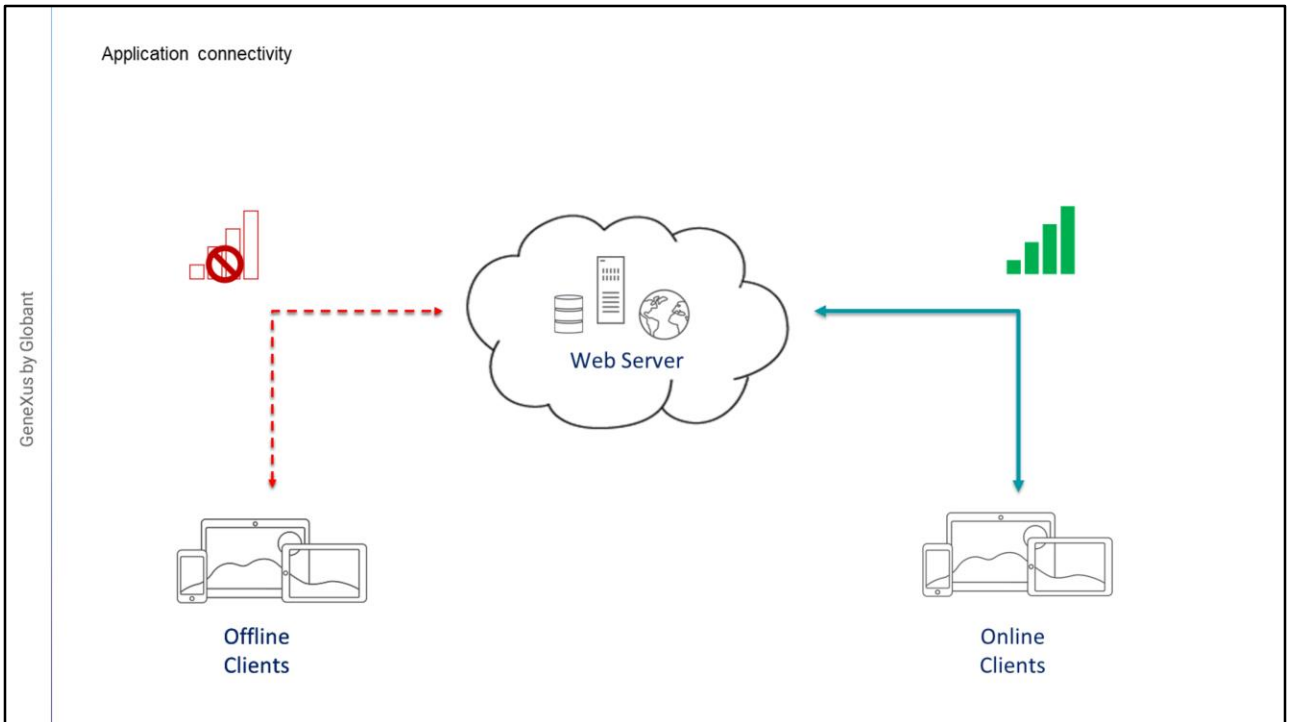 Application connectivity
GeneXus by Globant
Web Server
Offline
Clients
Online
Clients